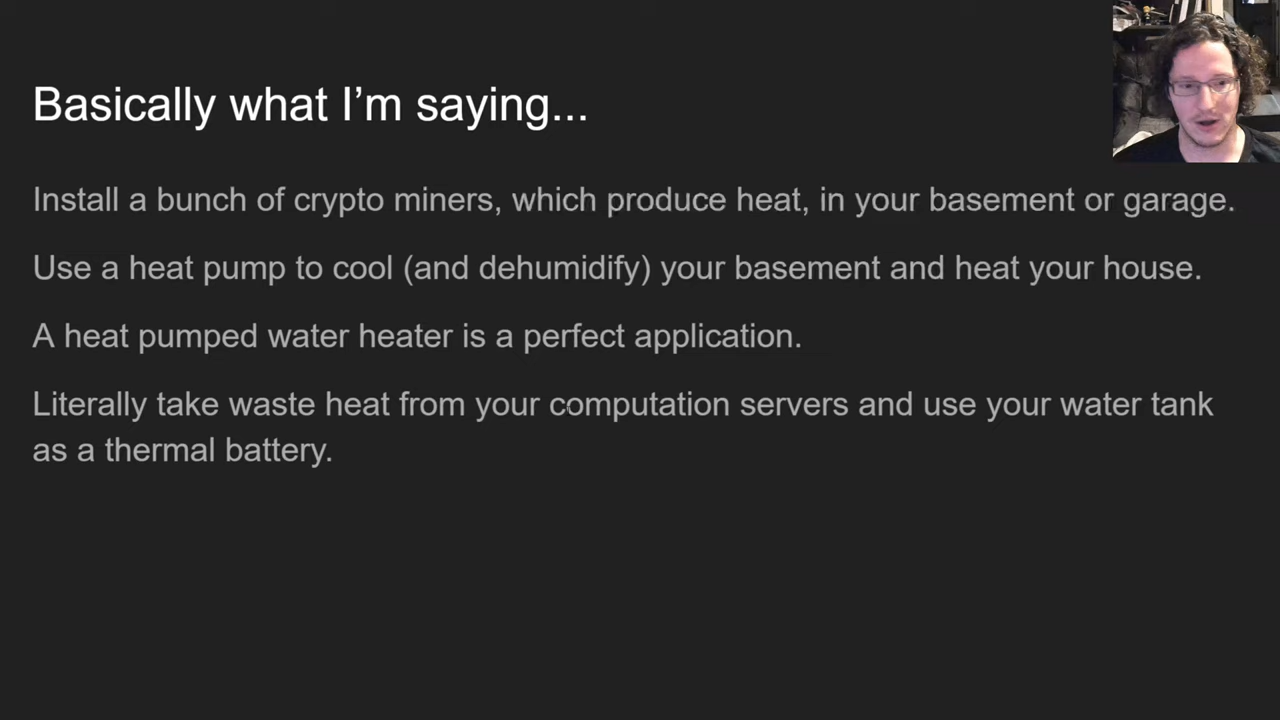 Basically what I’m saying...
Install a bunch of crypto miners, which produce heat, in your basement or garage.
Use a heat pump to cool (and dehumidify) your basement and heat your house.
A heat pumped water heater is a perfect application.
Literally take waste heat from your computation servers and use your water tank
as a thermal battery.